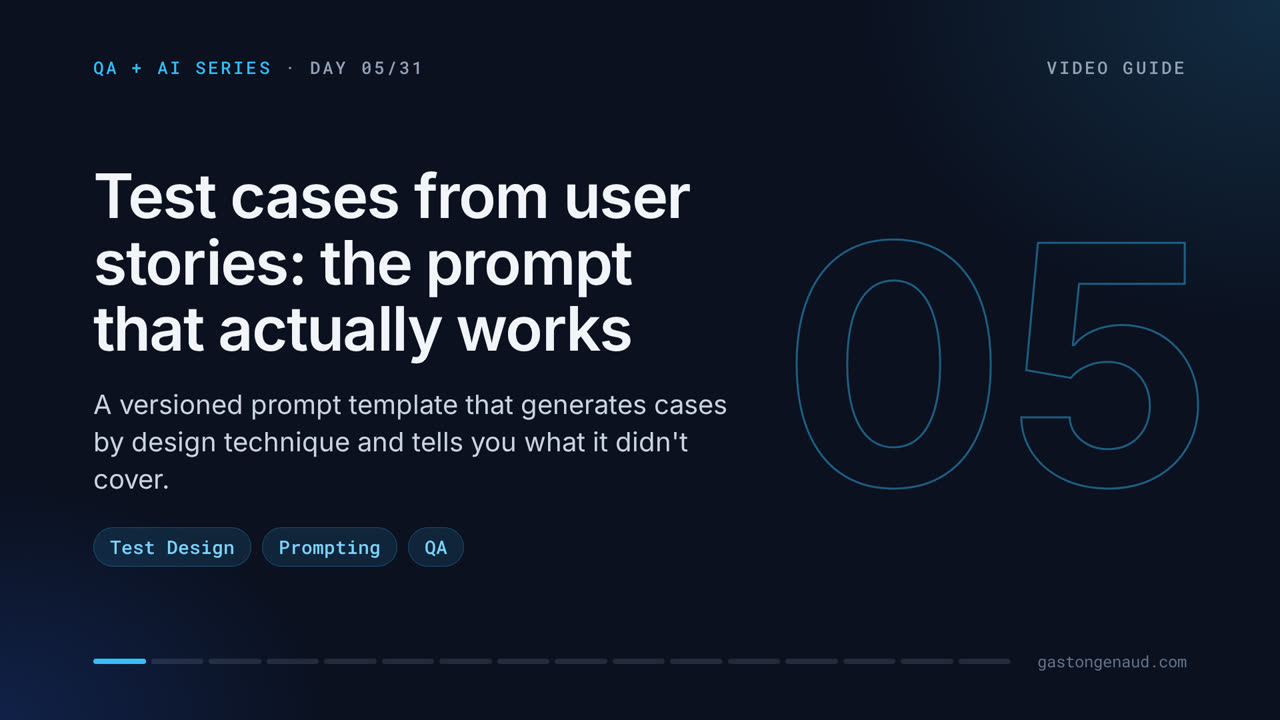 QA + AI SERIES · DAY 05/31
VIDEO GUIDE
Test cases from user
stories: the prompt
that actually works
05
A versioned prompt template that generates cases
by design technique and tells you what it didn't
cover.
Test Design
Prompting
QA
gastongenaud.com